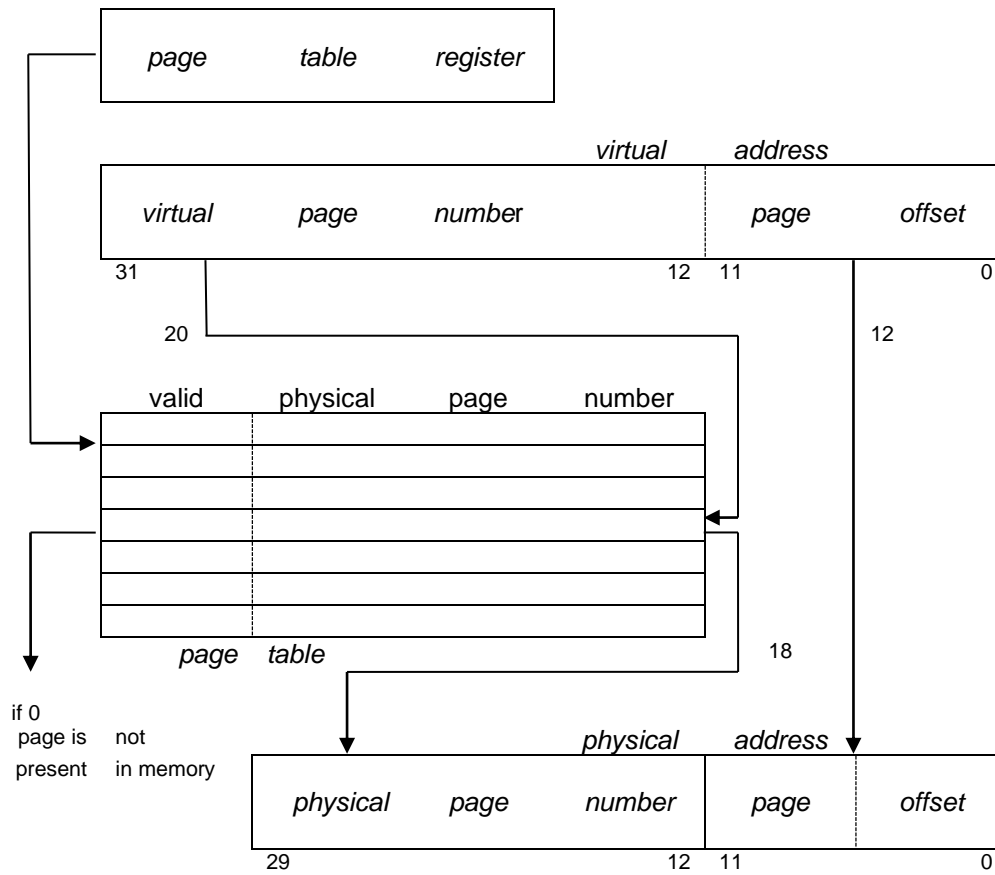 page table register
virtual address
virtual page number page offset
31 12 11 0
20 12
valid physical page number
page table
18
if 0
page is not
present in memory
physical address
physical page number page offset
29 12 11 0